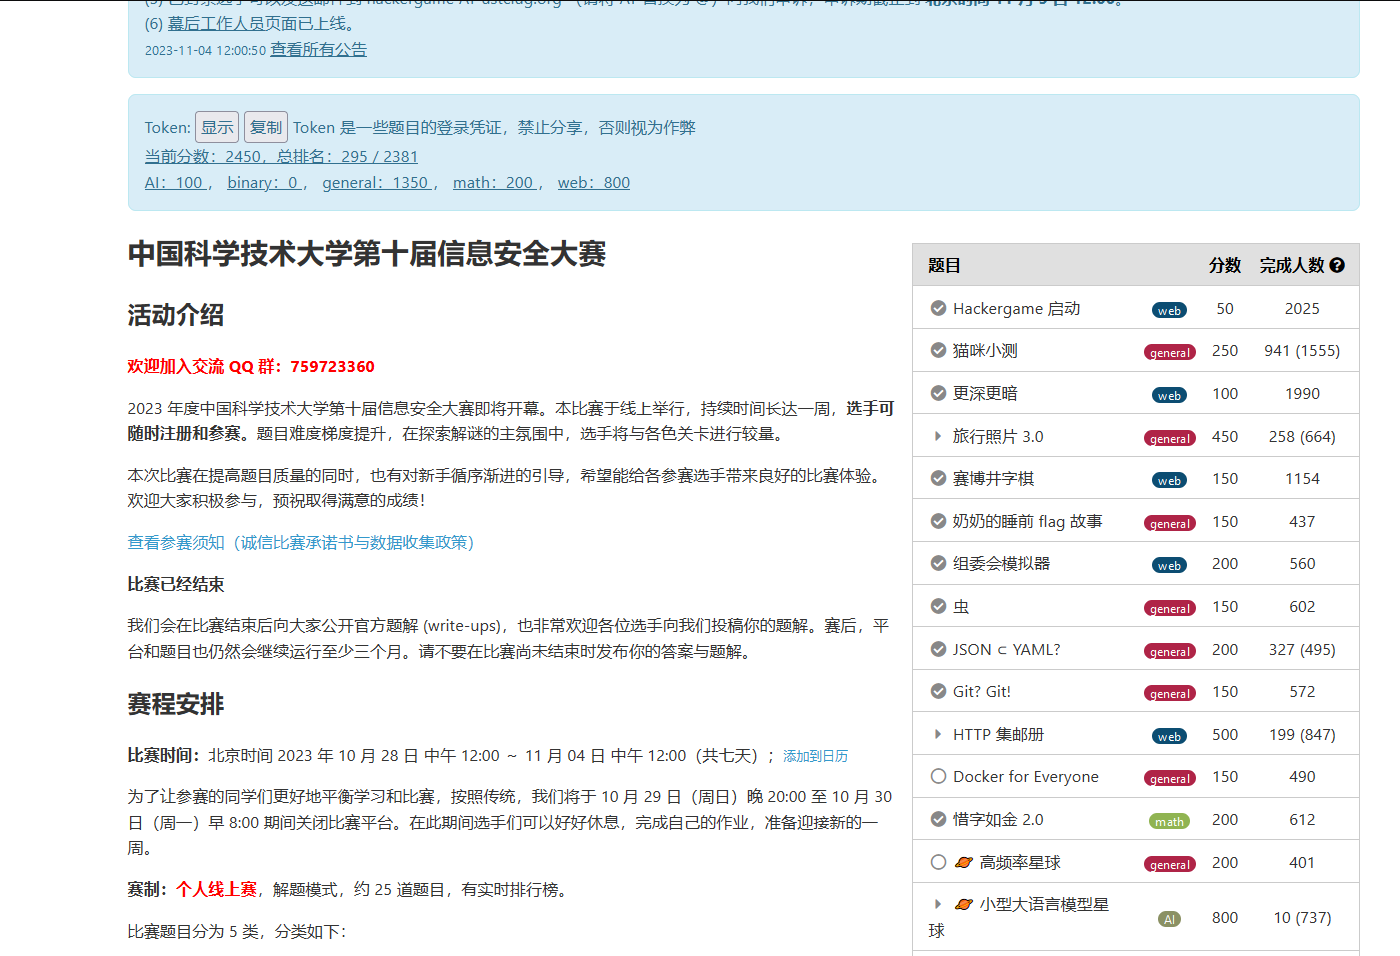 (6) 幕后工作人员页面已上线。
2023-11-04 12:00:50 查看所有公告
Token: 显示 复制 Token 是一些题目的登录凭证，禁止分享，否则视为作弊
当前分数：2450，总排名：295 / 2381
AI：100 ， binary：0 ， general：1350 ， math：200 ， web：800
中国科学技术大学第十届信息安全大赛
活动介绍
欢迎加入交流 QQ 群：759723360
2023 年度中国科学技术大学第十届信息安全大赛即将开幕。本比赛于线上举行，持续时间长达一周，选手可
随时注册和参赛。题目难度梯度提升，在探索解谜的主氛围中，选手将与各色关卡进行较量。
本次比赛在提高题目质量的同时，也有对新手循序渐进的引导，希望能给各参赛选手带来良好的比赛体验。
欢迎大家积极参与，预祝取得满意的成绩！
查看参赛须知（诚信比赛承诺书与数据收集政策）
比赛已经结束
我们会在比赛结束后向大家公开官方题解 (write-ups)，也非常欢迎各位选手向我们投稿你的题解。赛后，平
台和题目也仍然会继续运行至少三个月。请不要在比赛尚未结束时发布你的答案与题解。
赛程安排
比赛时间：北京时间 2023 年 10 月 28 日 中午 12:00 ～ 11 月 04 日 中午 12:00（共七天）；添加到日历
为了让参赛的同学们更好地平衡学习和比赛，按照传统，我们将于 10 月 29 日（周日）晚 20:00 至 10 月 30
日（周一）早 8:00 期间关闭比赛平台。在此期间选手们可以好好休息，完成自己的作业，准备迎接新的一
周。
赛制：个人线上赛，解题模式，约 25 道题目，有实时排行榜。
比赛题目分为 5 类，分类如下：
题目 分数 完成人数
Hackergame 启动 web 50 2025
猫咪小测 general 250 941 (1555)
更深更暗 web 100 1990
旅行照片 3.0 general 450 258 (664)
赛博井字棋 web 150 1154
奶奶的睡前 flag 故事 general 150 437
组委会模拟器 web 200 560
虫 general 150 602
JSON ⊂ YAML? general 200 327 (495)
Git? Git! general 150 572
HTTP 集邮册 web 500 199 (847)
Docker for Everyone general 150 490
惜字如金 2.0 math 200 612
🪐 高频率星球 general 200 401
🪐 小型大语言模型星 AI 800 10 (737)
球